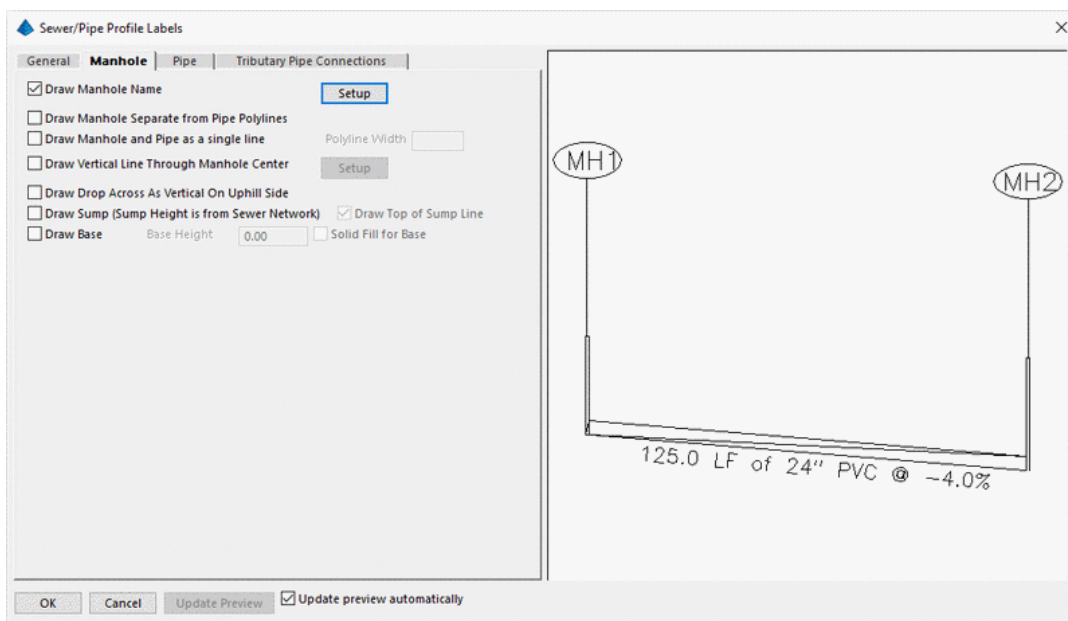 Sewer/Pipe Profile Labels
General Manhole Pipe Tributary Pipe Connections
Draw Manhole Name Setup
Draw Manhole Separate from Pipe Polylines
Draw Manhole and Pipe as a single line Polyline Width
Draw Vertical Line Through Manhole Center Setup
Draw Drop Across As Vertical On Uphill Side
Draw Sump (Sump Height is from Sewer Network) Draw Top of Sump Line
Draw Base Base Height 0.00 Solid Fill for Base
MH1
MH2
125.0 LF of 24" PVC @ -4.0%
OK Cancel Update Preview Update preview automatically